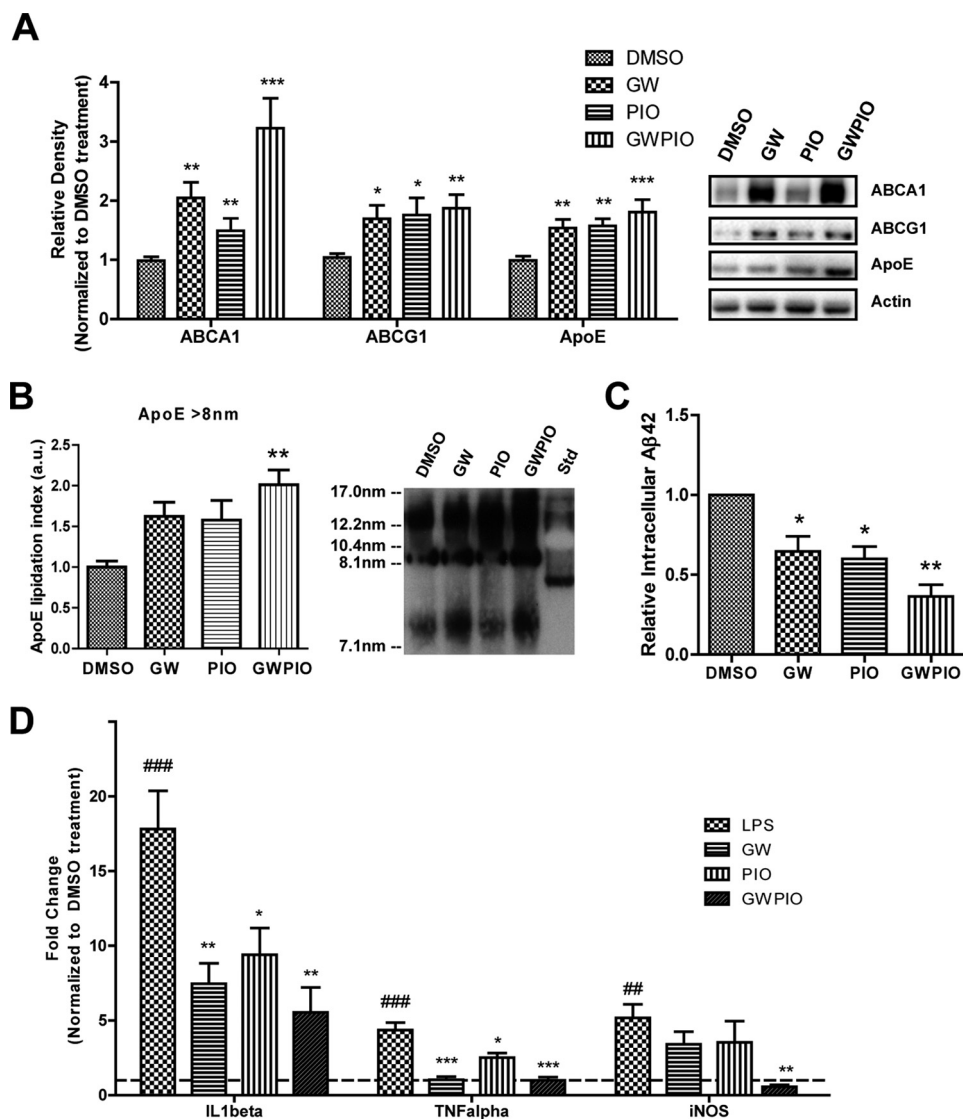 A
DMSO
GW
PIO
GWPIO
Relative Density
(Normalized to DMSO treatment)
4
3
2
1
0
***
**
**
*
*
**
**
**
***
ABCA1
ABCG1
ApoE
DMSO
GW
PIO
GWPIO
ABCA1
ABCG1
ApoE
Actin
B
ApoE >8nm
ApoE lipidation index (a.u.)
2.5
2.0
1.5
1.0
0.5
0.0
**
DMSO
GW
PIO
GWPIO
DMSO
GW
PIO
GWPIO
Std
17.0nm --
12.2nm --
10.4nm --
8.1nm --
7.1nm --
C
Relative Intracellular Aβ42
1.5
1.0
0.5
0.0
*
*
**
DMSO
GW
PIO
GWPIO
D
Fold Change
(Normalized to DMSO treatment)
20
15
10
5
0
###
**
*
**
###
***
*
***
##
**
LPS
GW
PIO
GWPIO
IL1beta
TNFalpha
iNOS